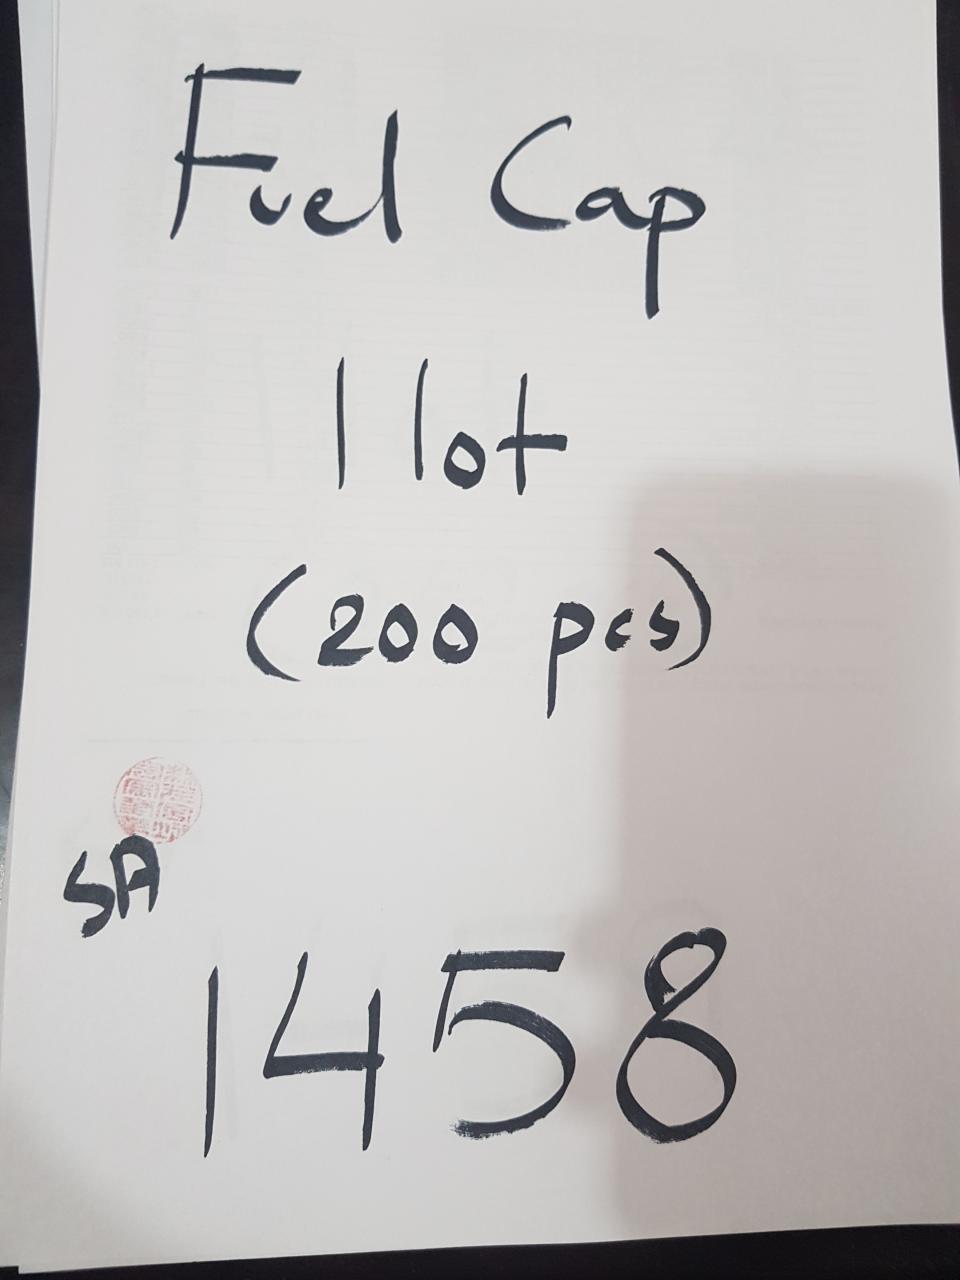 Fuel Cap
1 lot
(200 pcs)
SA
1458